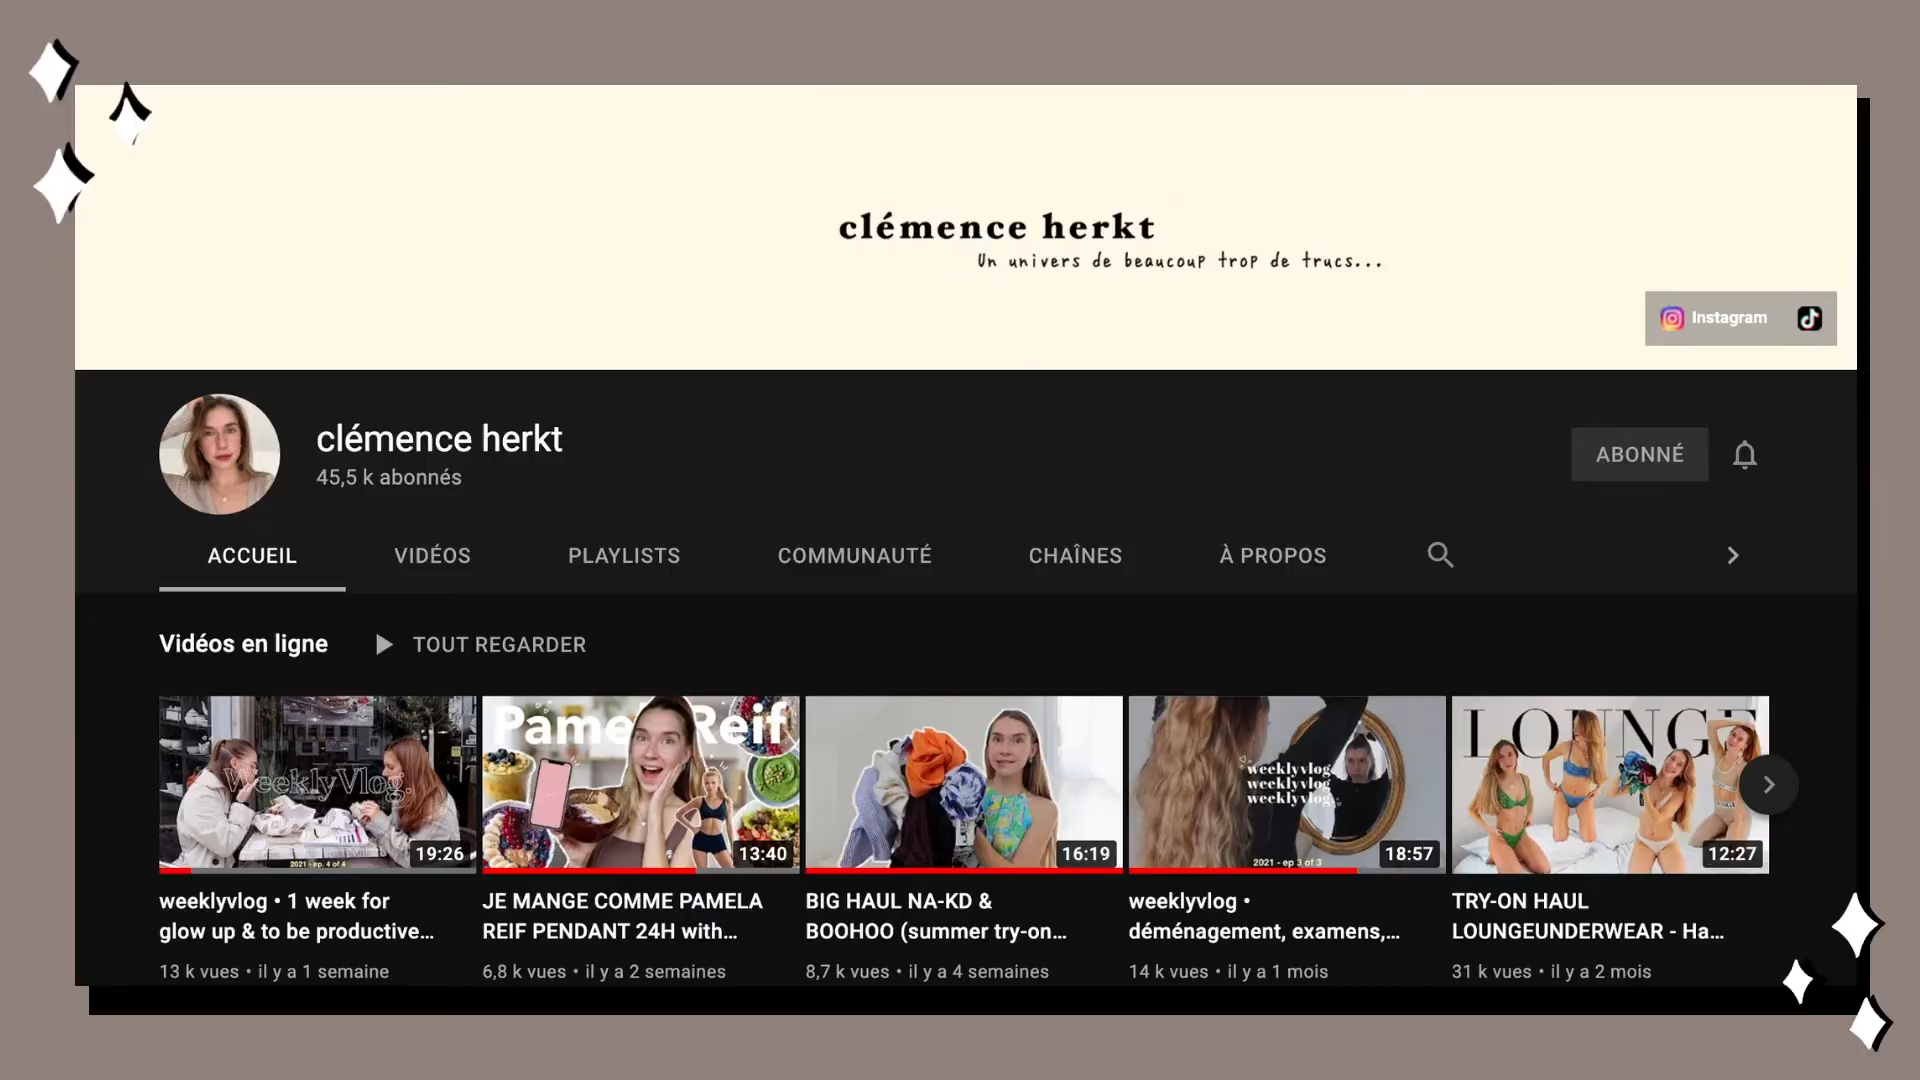 clémence herkt
Un univers de beaucoup trop de trucs...
Instagram
clémence herkt
45,5 k abonnés
ABONNÉ
ACCUEIL
VIDÉOS
PLAYLISTS
COMMUNAUTÉ
CHAÎNES
À PROPOS
Vidéos en ligne
TOUT REGARDER
WeeklyVlog.
2021 - ep. 4 of 4
19:26
Pamela Reif
13:40
16:19
weeklyvlog
weeklyvlog
weeklyvlog
2021 - ep 3 of 3
18:57
LOUNGE
12:27
weeklyvlog • 1 week for
glow up & to be productive...
13 k vues • il y a 1 semaine
JE MANGE COMME PAMELA
REIF PENDANT 24H with...
6,8 k vues • il y a 2 semaines
BIG HAUL NA-KD &
BOOHOO (summer try-on...
8,7 k vues • il y a 4 semaines
weeklyvlog •
déménagement, examens,...
14 k vues • il y a 1 mois
TRY-ON HAUL
LOUNGEUNDERWEAR - Ha...
31 k vues • il y a 2 mois